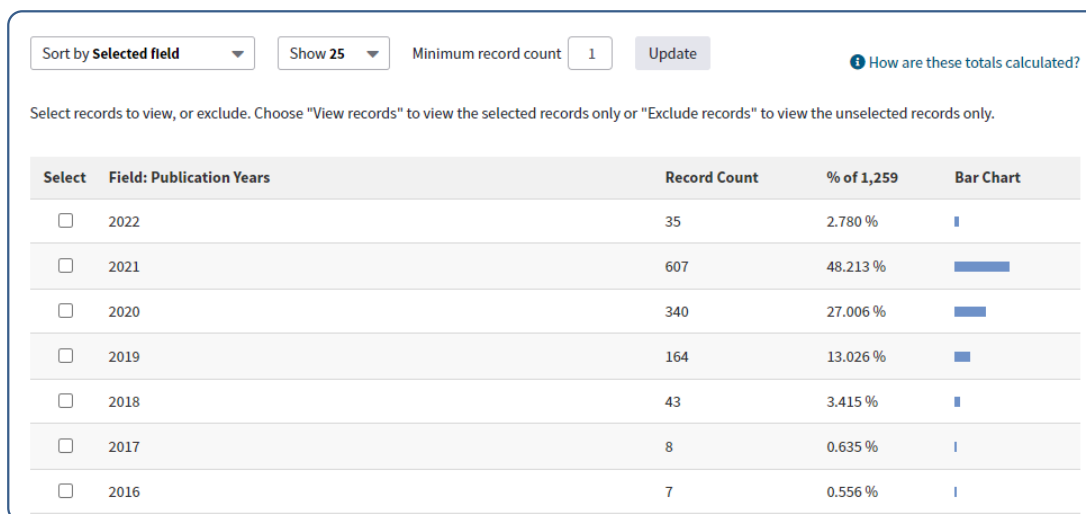 Sort by Selected field Show 25 Minimum record count 1 Update
How are these totals calculated?
Select records to view, or exclude. Choose "View records" to view the selected records only or "Exclude records" to view the unselected records only.
Select Field: Publication Years Record Count % of 1,259 Bar Chart
2022 35 2.780 %
2021 607 48.213 %
2020 340 27.006 %
2019 164 13.026 %
2018 43 3.415 %
2017 8 0.635 %
2016 7 0.556 %